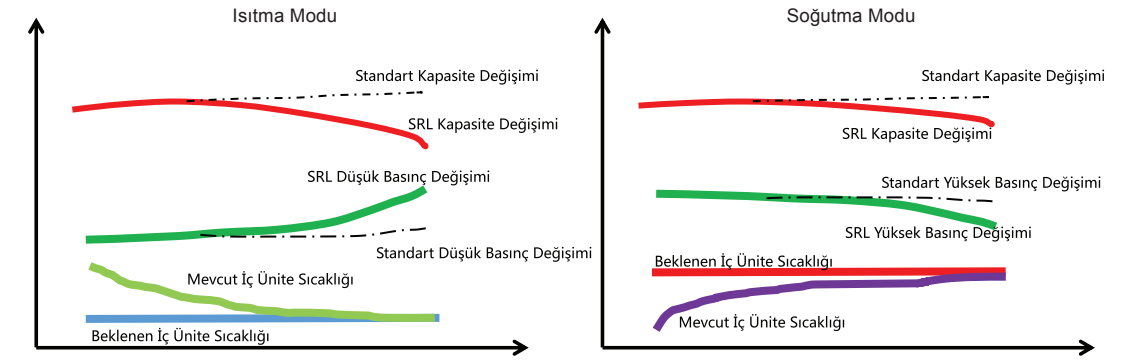 Isıtma Modu
Standart Kapasite Değişimi
SRL Kapasite Değişimi
SRL Düşük Basınç Değişimi
Standart Düşük Basınç Değişimi
Mevcut İç Ünite Sıcaklığı
Beklenen İç Ünite Sıcaklığı
Soğutma Modu
Standart Kapasite Değişimi
SRL Kapasite Değişimi
Standart Yüksek Basınç Değişimi
SRL Yüksek Basınç Değişimi
Beklenen İç Ünite Sıcaklığı
Mevcut İç Ünite Sıcaklığı